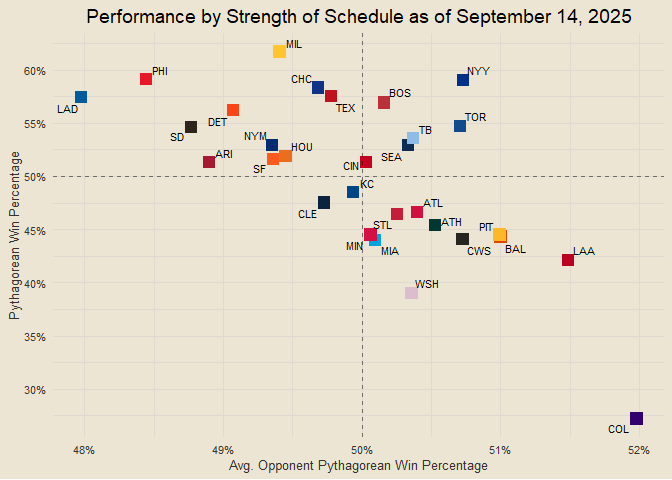 Performance by Strength of Schedule as of September 14, 2025
MIL
60%
PHI
NYY
CHC
LAD
TEX
BOS
DET
55%
SD
TOR
TB
NYM
HOU
SEA
ARI
SF
CIN
50%
KC
CLE
STL
ATL
ATH
PIT
45%
MIN
MIA
CWS
BAL
LAA
WSH
40%
35%
30%
COL
48%
49%
50%
51%
52%
Pythagorean Win Percentage
Avg. Opponent Pythagorean Win Percentage